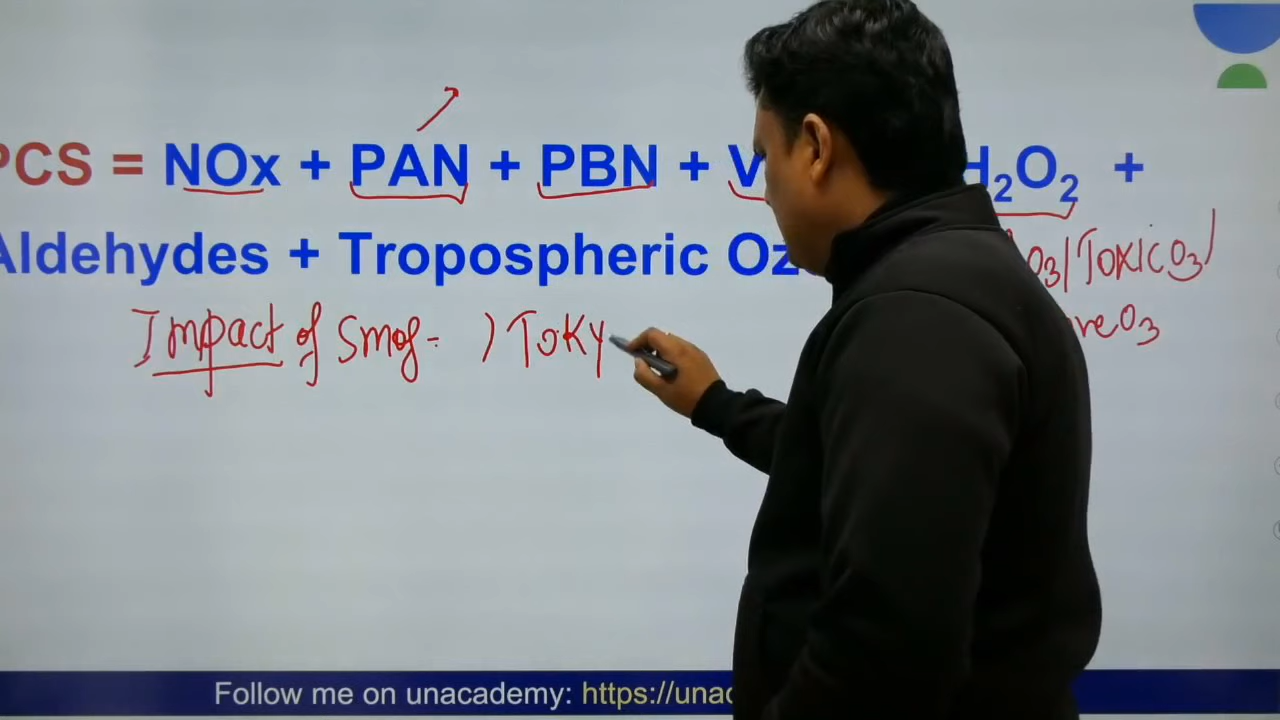 PCS = NOx + PAN + PBN + V H₂O₂ +
Aldehydes + Tropospheric Oz
O₃/Toxic O₃/
Impact of Smog - ) ToKy
O₃
Follow me on unacademy: https://unac